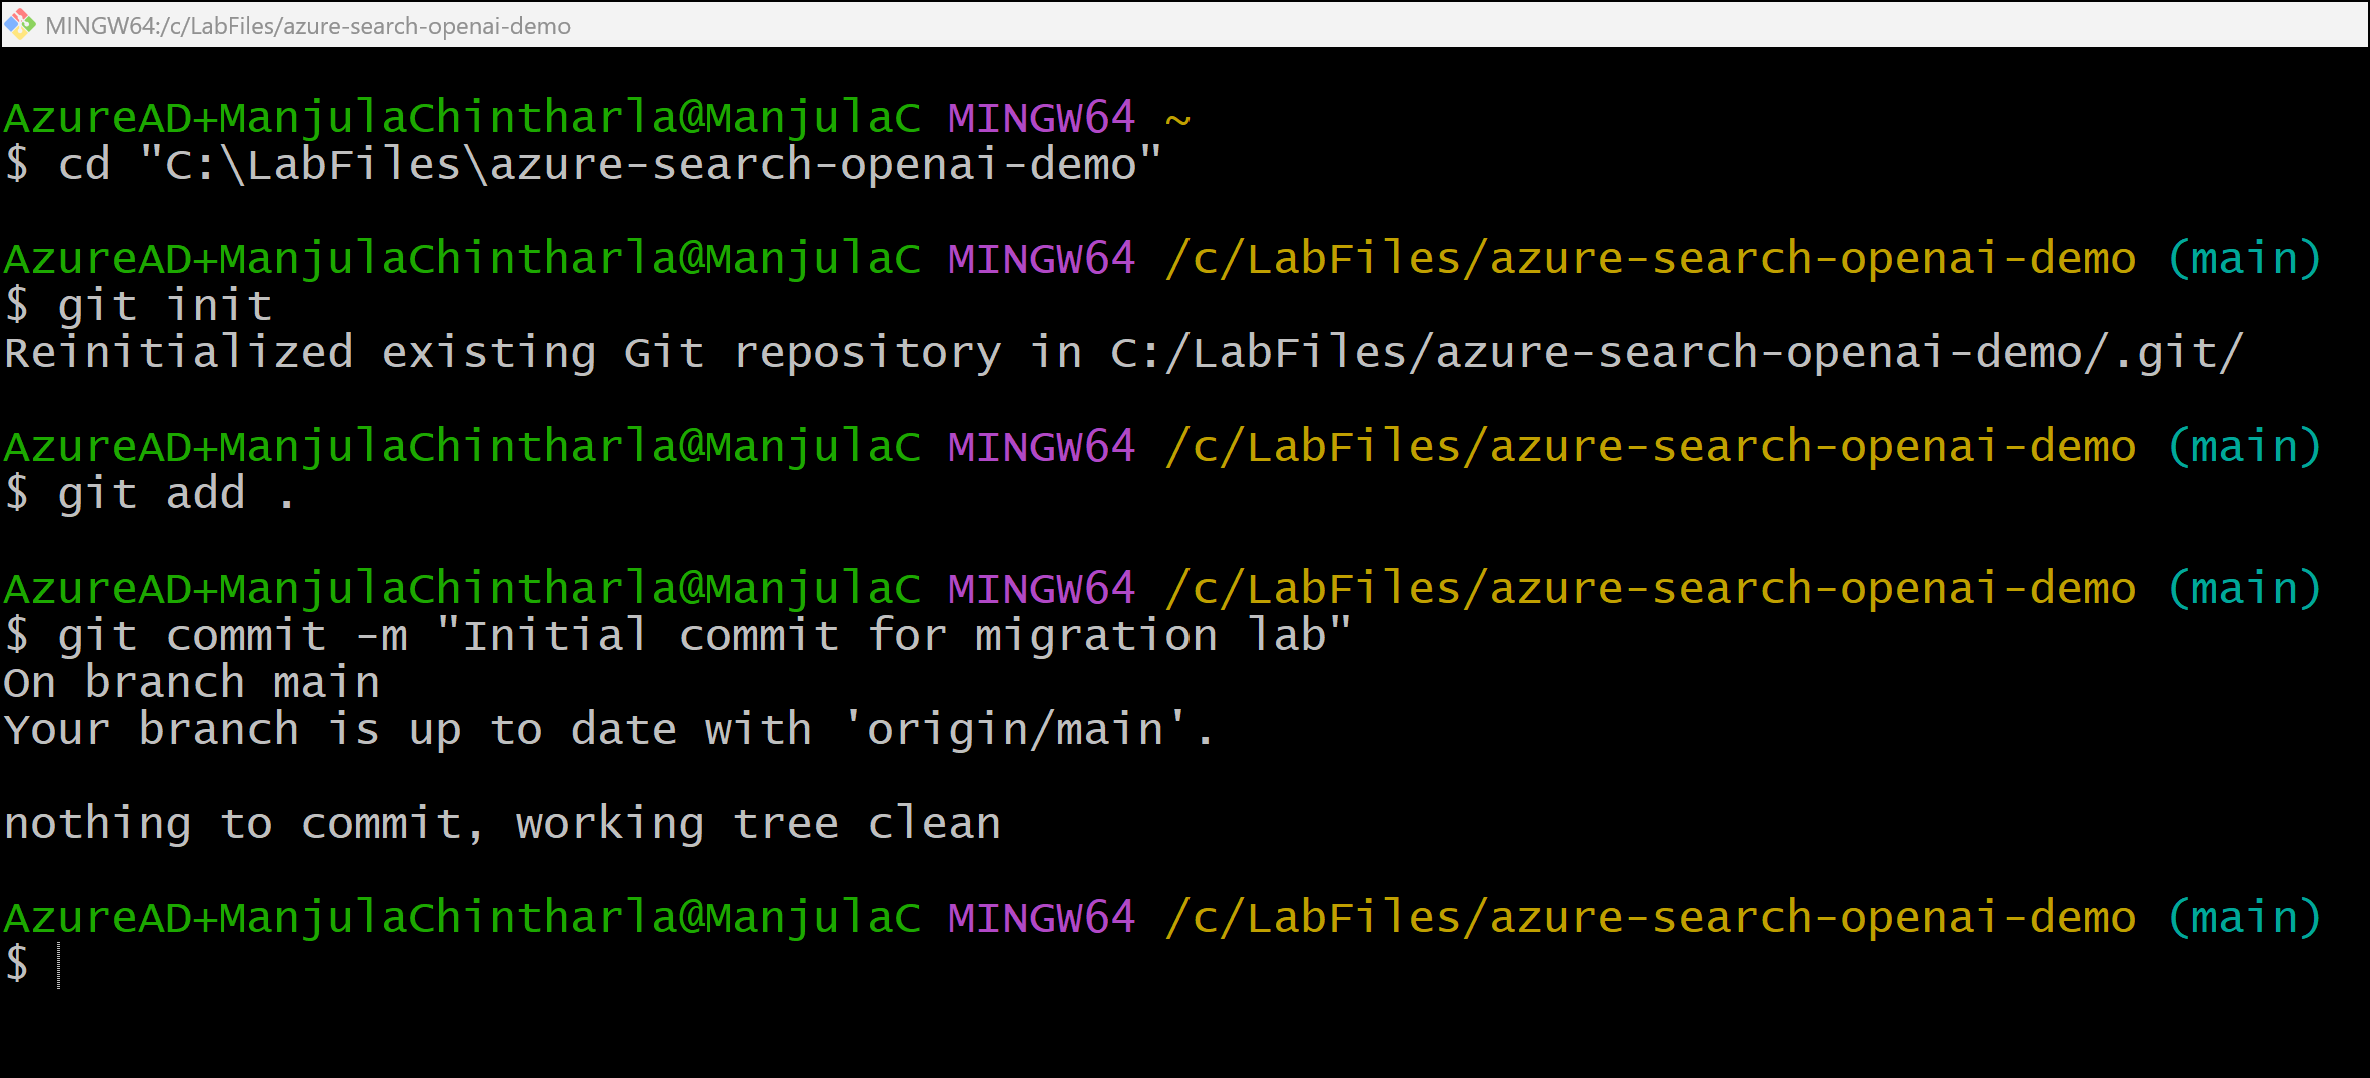 MINGW64:/c/LabFiles/azure-search-openai-demo
AzureAD+ManjulaChintharla@ManjulaC MINGW64 ~
$ cd "C:\LabFiles\azure-search-openai-demo"
AzureAD+ManjulaChintharla@ManjulaC MINGW64 /c/LabFiles/azure-search-openai-demo (main)
$ git init
Reinitialized existing Git repository in C:/LabFiles/azure-search-openai-demo/.git/
AzureAD+ManjulaChintharla@ManjulaC MINGW64 /c/LabFiles/azure-search-openai-demo (main)
$ git add .
AzureAD+ManjulaChintharla@ManjulaC MINGW64 /c/LabFiles/azure-search-openai-demo (main)
$ git commit -m "Initial commit for migration lab"
On branch main
Your branch is up to date with 'origin/main'.
nothing to commit, working tree clean
AzureAD+ManjulaChintharla@ManjulaC MINGW64 /c/LabFiles/azure-search-openai-demo (main)
$